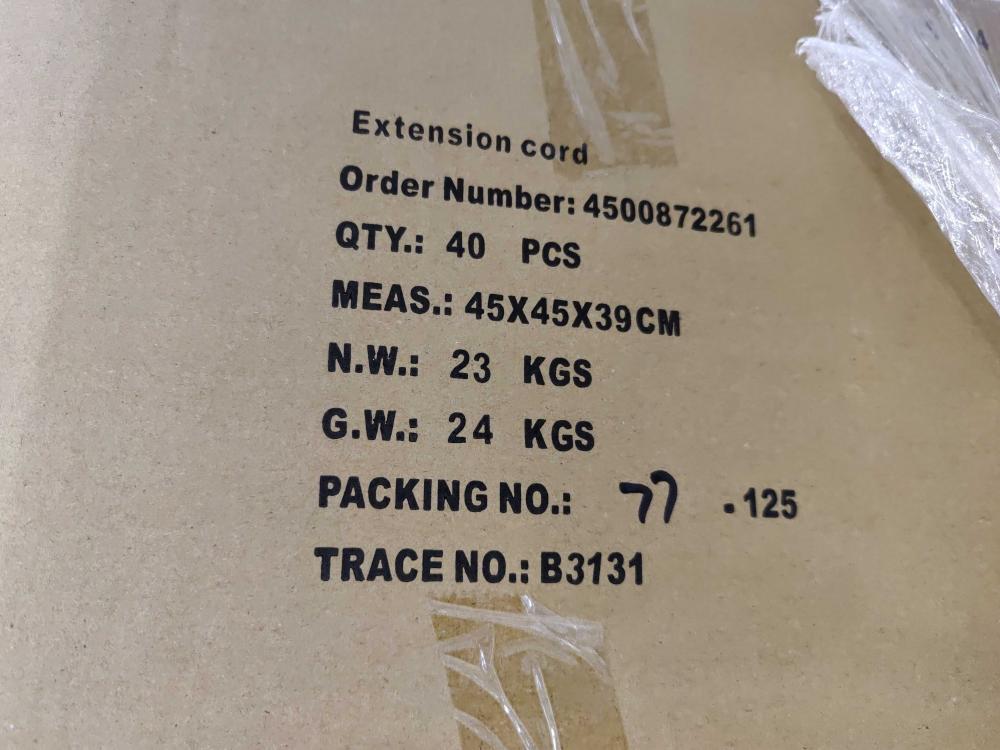 Extension cord
Order Number: 4500872261
QTY.: 40 PCS
MEAS.: 45X45X39CM
N.W.: 23 KGS
G.W.: 24 KGS
PACKING NO.: 77 .125
TRACE NO.: B3131